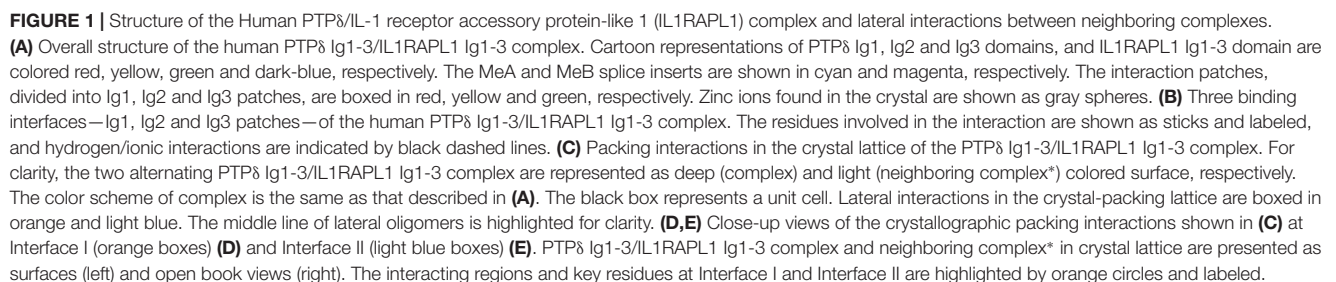 FIGURE 1 | Structure of the Human PTPδ/IL-1 receptor accessory protein-like 1 (IL1RAPL1) complex and lateral interactions between neighboring complexes.
(A) Overall structure of the human PTPδ Ig1-3/IL1RAPL1 Ig1-3 complex. Cartoon representations of PTPδ Ig1, Ig2 and Ig3 domains, and IL1RAPL1 Ig1-3 domain are
colored red, yellow, green and dark-blue, respectively. The MeA and MeB splice inserts are shown in cyan and magenta, respectively. The interaction patches,
divided into Ig1, Ig2 and Ig3 patches, are boxed in red, yellow and green, respectively. Zinc ions found in the crystal are shown as gray spheres. (B) Three binding
interfaces—Ig1, Ig2 and Ig3 patches—of the human PTPδ Ig1-3/IL1RAPL1 Ig1-3 complex. The residues involved in the interaction are shown as sticks and labeled,
and hydrogen/ionic interactions are indicated by black dashed lines. (C) Packing interactions in the crystal lattice of the PTPδ Ig1-3/IL1RAPL1 Ig1-3 complex. For
clarity, the two alternating PTPδ Ig1-3/IL1RAPL1 Ig1-3 complex are represented as deep (complex) and light (neighboring complex*) colored surface, respectively.
The color scheme of complex is the same as that described in (A). The black box represents a unit cell. Lateral interactions in the crystal-packing lattice are boxed in
orange and light blue. The middle line of lateral oligomers is highlighted for clarity. (D,E) Close-up views of the crystallographic packing interactions shown in (C) at
Interface I (orange boxes) (D) and Interface II (light blue boxes) (E). PTPδ Ig1-3/IL1RAPL1 Ig1-3 complex and neighboring complex* in crystal lattice are presented as
surfaces (left) and open book views (right). The interacting regions and key residues at Interface I and Interface II are highlighted by orange circles and labeled.